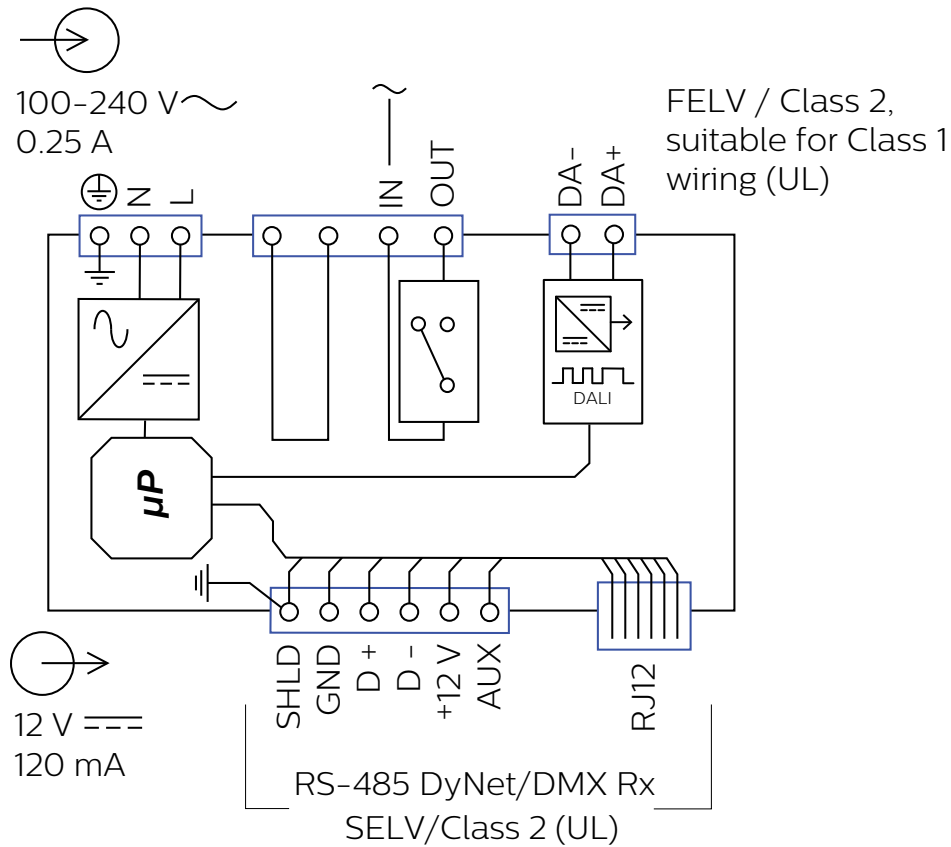 100-240 V
0.25 A
FELV / Class 2,
suitable for Class 1
wiring (UL)
N
L
IN
OUT
DA-
DA+
DALI
µP
SHLD
GND
D +
D -
+12 V
AUX
RJ12
12 V
120 mA
RS-485 DyNet/DMX Rx
SELV/Class 2 (UL)